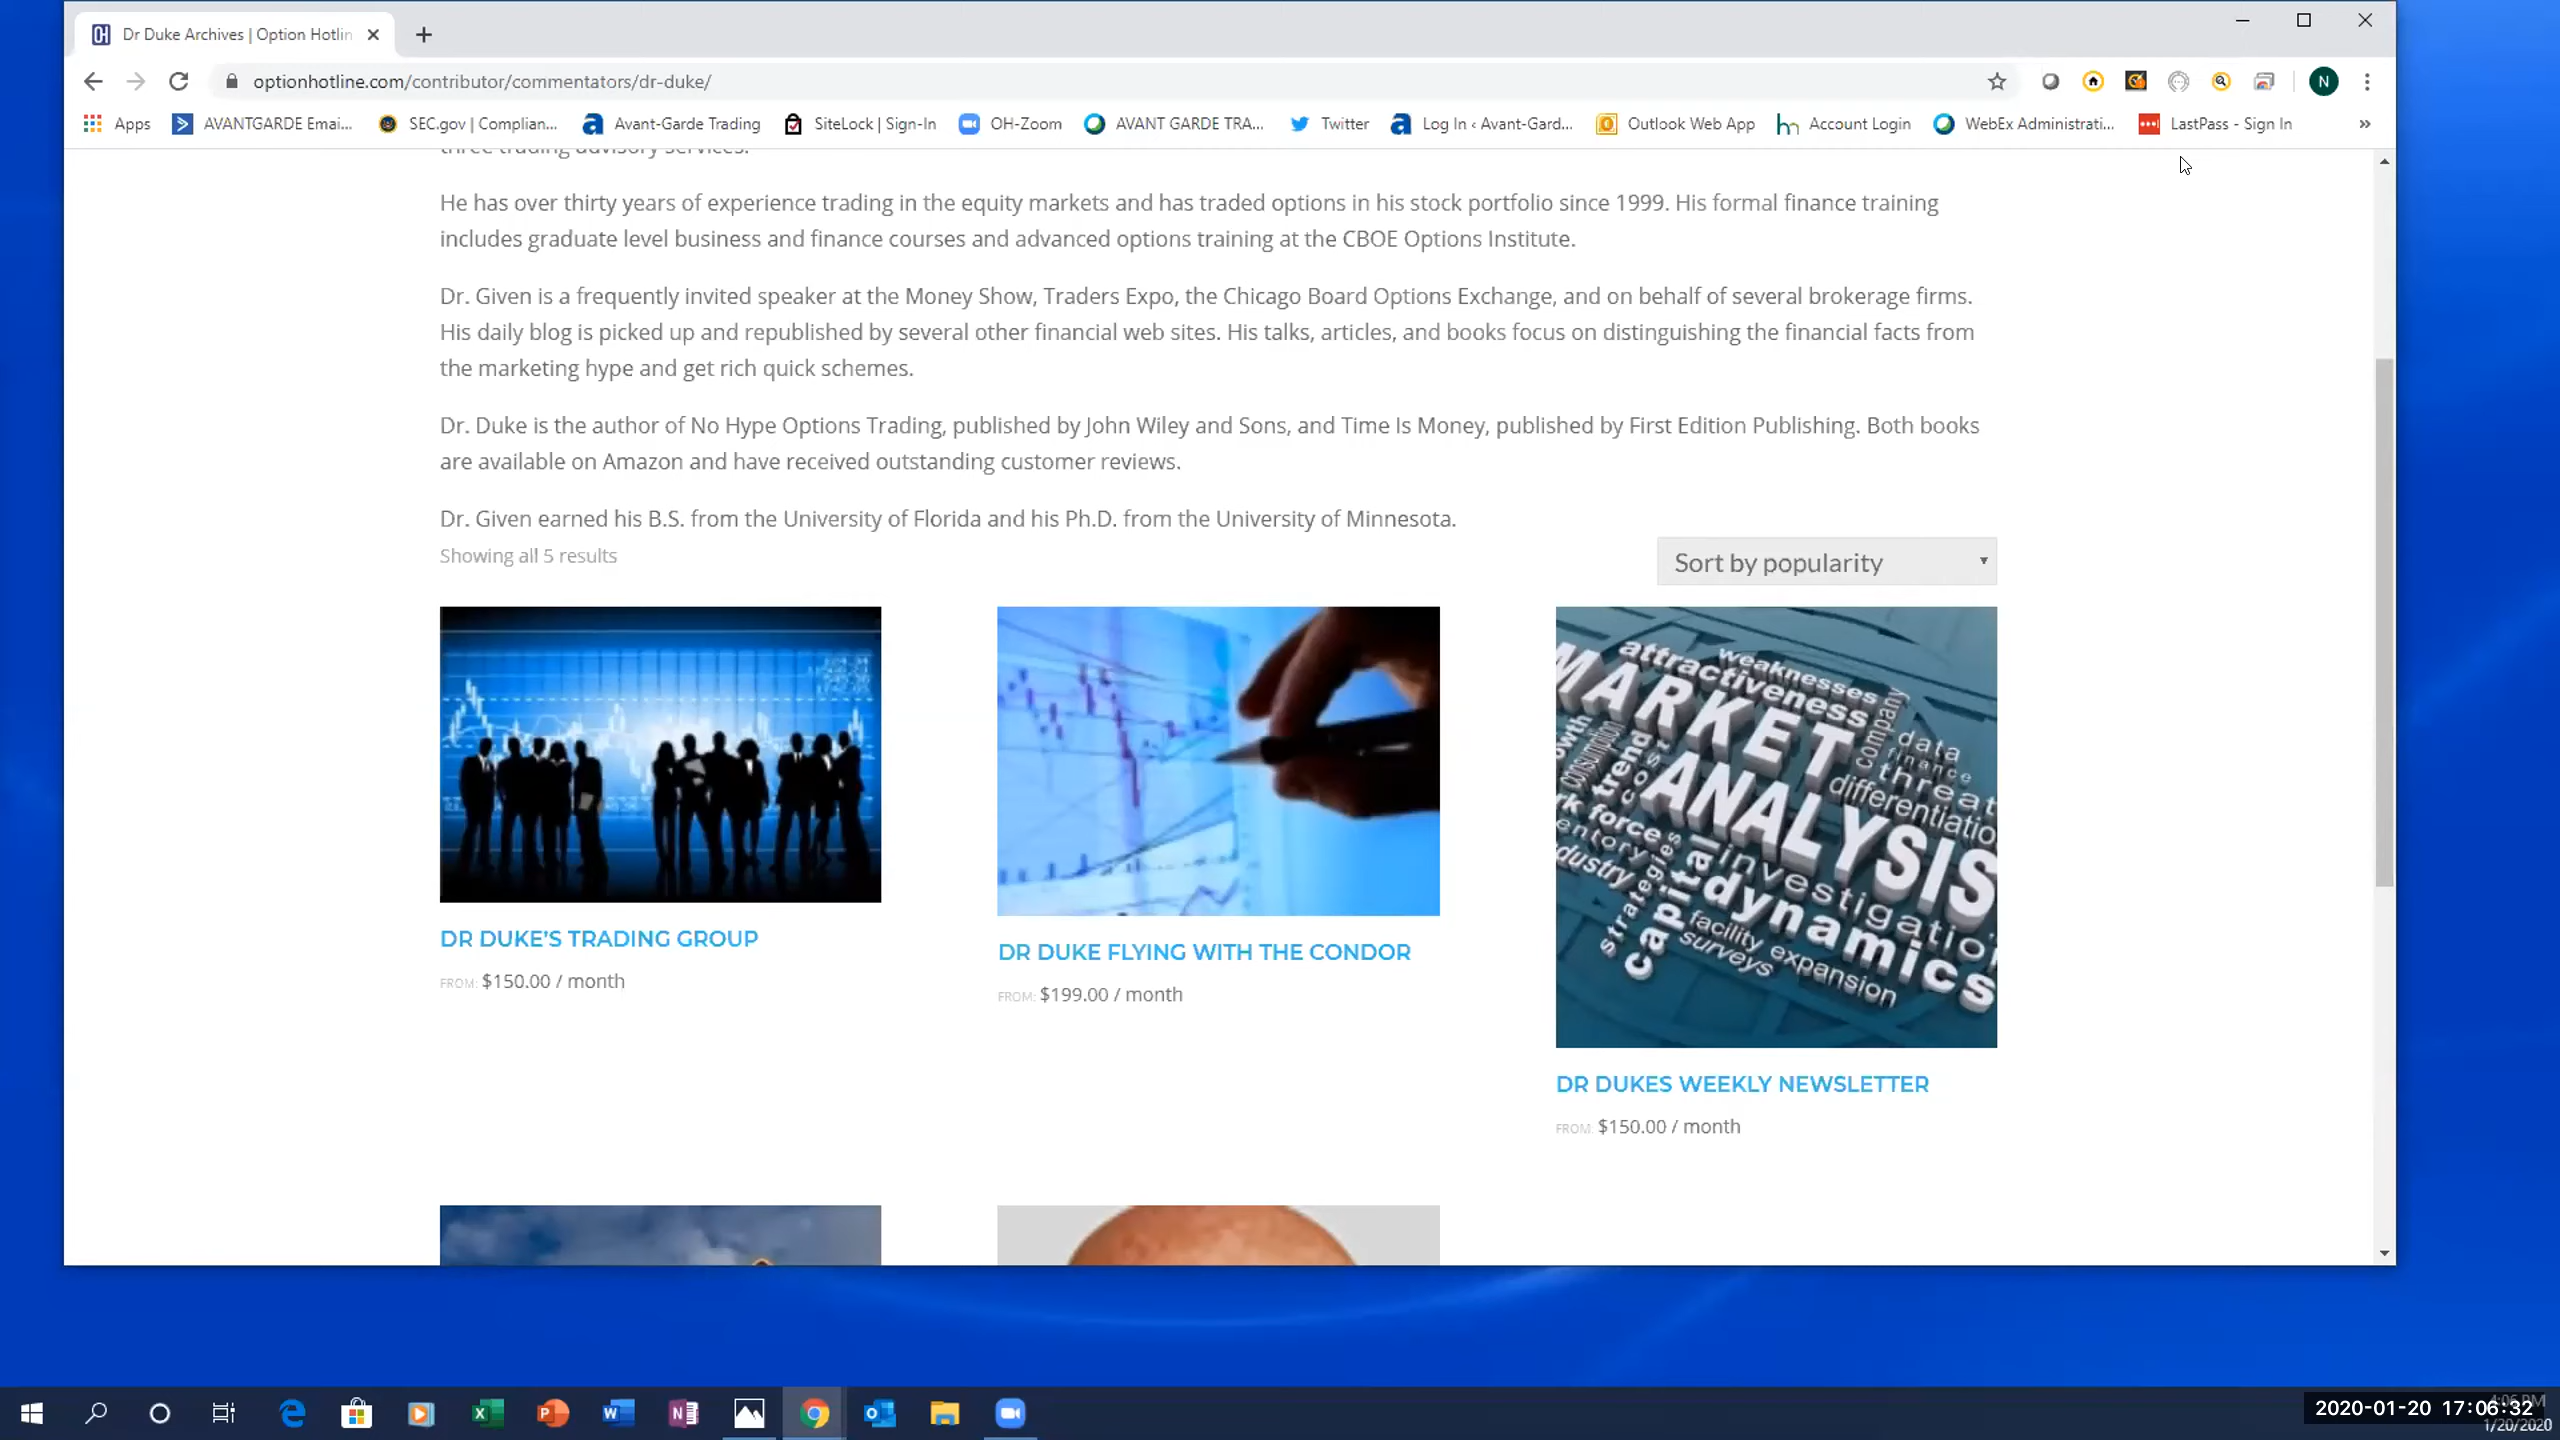 Dr Duke Archives | Option Hotlin
optionhotline.com/contributor/commentators/dr-duke/
N
Apps
AVANTGARDE Emai...
SEC.gov | Complian...
Avant-Garde Trading
SiteLock | Sign-In
OH-Zoom
AVANT GARDE TRA...
Twitter
Log In ‹ Avant-Gard...
Outlook Web App
Account Login
WebEx Administrati...
LastPass - Sign In
three trading advisory services.
He has over thirty years of experience trading in the equity markets and has traded options in his stock portfolio since 1999. His formal finance training
includes graduate level business and finance courses and advanced options training at the CBOE Options Institute.
Dr. Given is a frequently invited speaker at the Money Show, Traders Expo, the Chicago Board Options Exchange, and on behalf of several brokerage firms.
His daily blog is picked up and republished by several other financial web sites. His talks, articles, and books focus on distinguishing the financial facts from
the marketing hype and get rich quick schemes.
Dr. Duke is the author of No Hype Options Trading, published by John Wiley and Sons, and Time Is Money, published by First Edition Publishing. Both books
are available on Amazon and have received outstanding customer reviews.
Dr. Given earned his B.S. from the University of Florida and his Ph.D. from the University of Minnesota.
Showing all 5 results
Sort by popularity
attractiveness
weaknesses
MARKET
company
data
finance
threat
differentiatio
trend
cost
consumption
ANALYSIS
force
investigatio
capital
dynamics
strategies
facility expansion
surveys
DR DUKE'S TRADING GROUP
FROM: $150.00 / month
DR DUKE FLYING WITH THE CONDOR
FROM: $199.00 / month
DR DUKES WEEKLY NEWSLETTER
FROM: $150.00 / month
2020-01-20 17:06:32
4:06 PM
1/20/2020